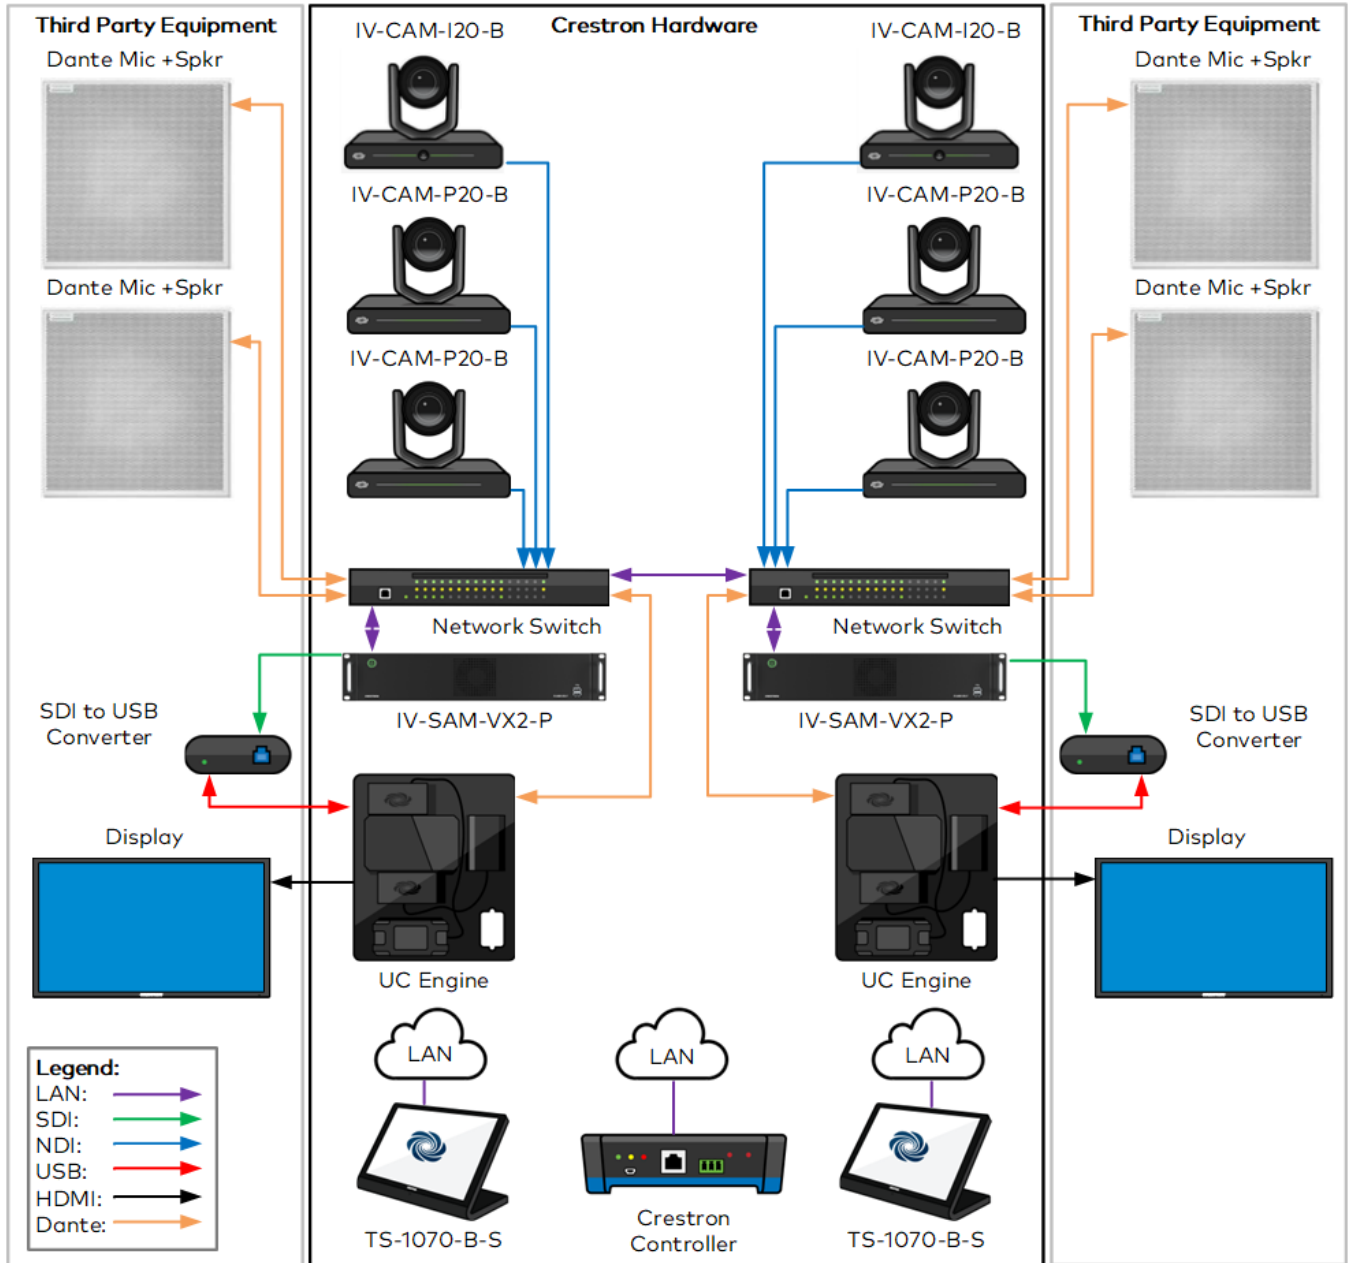 Third Party Equipment
Crestron Hardware
Third Party Equipment
Dante Mic +Spkr
IV-CAM-I20-B
IV-CAM-I20-B
Dante Mic +Spkr
IV-CAM-P20-B
IV-CAM-P20-B
Dante Mic +Spkr
Dante Mic +Spkr
IV-CAM-P20-B
IV-CAM-P20-B
Network Switch
Network Switch
IV-SAM-VX2-P
IV-SAM-VX2-P
SDI to USB
Converter
SDI to USB
Converter
Display
Display
UC Engine
UC Engine
LAN
LAN
LAN
Legend:
LAN:
SDI:
NDI:
USB:
HDMI:
Dante:
TS-1070-B-S
Crestron
Controller
TS-1070-B-S